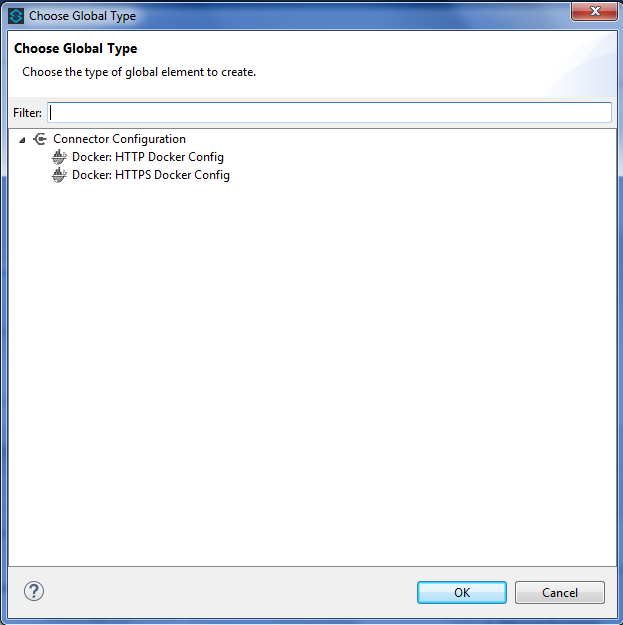 Choose Global Type
Choose Global Type
Choose the type of global element to create.
Filter:
Connector Configuration
Docker: HTTP Docker Config
Docker: HTTPS Docker Config
?
OK
Cancel